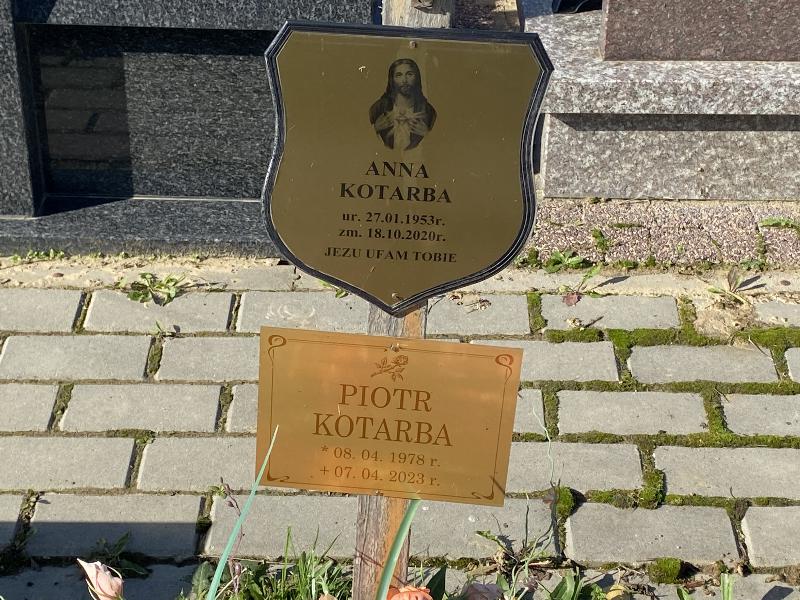 ANNA
KOTARBA
ur. 27.01.1953r.
zm. 18.10.2020r.
JEZU UFAM TOBIE
PIOTR
KOTARBA
* 08. 04. 1978 r.
+ 07. 04. 2023 r.